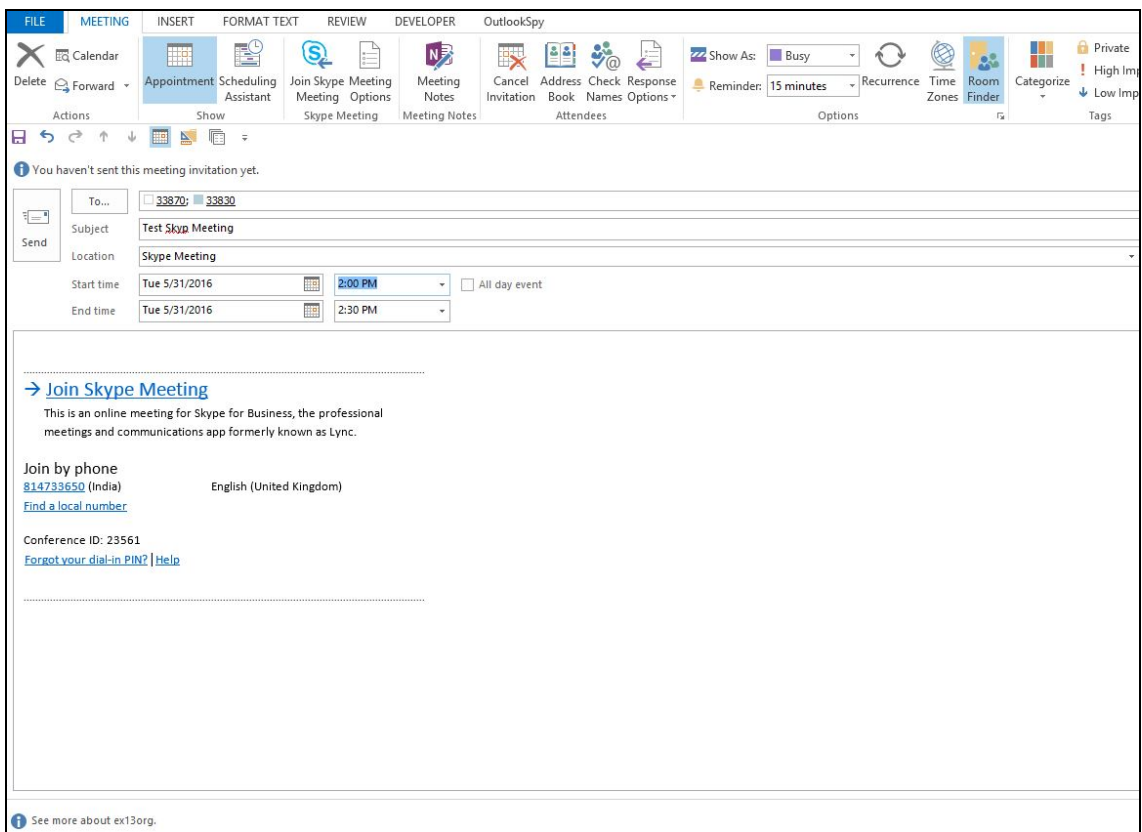 FILE MEETING INSERT FORMAT TEXT REVIEW DEVELOPER OutlookSpy
Delete
Calendar
Forward
Actions
Appointment
Scheduling
Assistant
Show
Join Skype
Meeting
Meeting
Options
Skype Meeting
Meeting
Notes
Meeting Notes
Cancel
Invitation
Address
Book
Check
Names
Response
Options
Attendees
Show As: Busy
Reminder: 15 minutes
Recurrence
Time
Zones
Room
Finder
Options
Categorize
Private
High Imp
Low Imp
Tags
You haven't sent this meeting invitation yet.
Send
To... 33870; 33830
Subject Test Skyp Meeting
Location Skype Meeting
Start time Tue 5/31/2016 2:00 PM All day event
End time Tue 5/31/2016 2:30 PM
→ Join Skype Meeting
This is an online meeting for Skype for Business, the professional
meetings and communications app formerly known as Lync.
Join by phone
814733650 (India) English (United Kingdom)
Find a local number
Conference ID: 23561
Forgot your dial-in PIN? | Help
See more about ex13org.